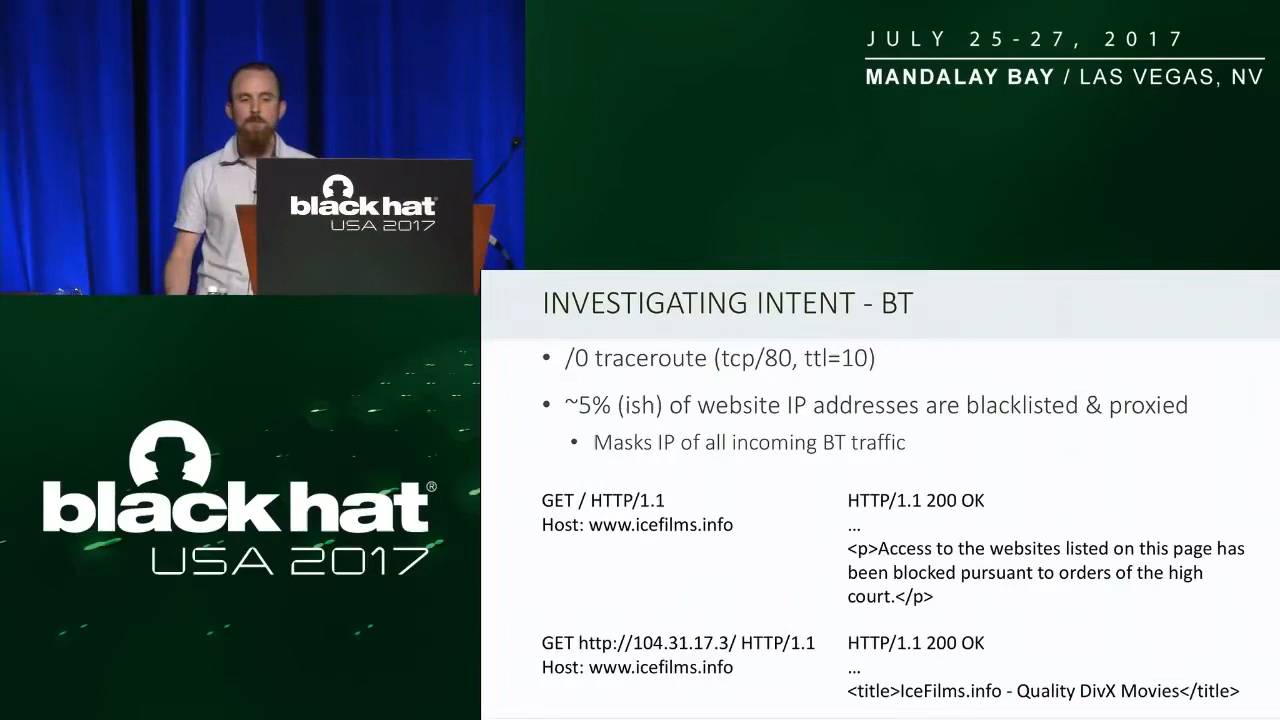 JULY 25-27, 2017
MANDALAY BAY / LAS VEGAS, NV
black hat®
USA 2017
INVESTIGATING INTENT - BT
• /0 traceroute (tcp/80, ttl=10)
• ~5% (ish) of website IP addresses are blacklisted & proxied
• Masks IP of all incoming BT traffic
GET / HTTP/1.1
Host: www.icefilms.info
HTTP/1.1 200 OK
...
<p>Access to the websites listed on this page has
been blocked pursuant to orders of the high
court.</p>
GET http://104.31.17.3/ HTTP/1.1
Host: www.icefilms.info
HTTP/1.1 200 OK
...
<title>IceFilms.info - Quality DivX Movies</title>
black hat®
USA 2017